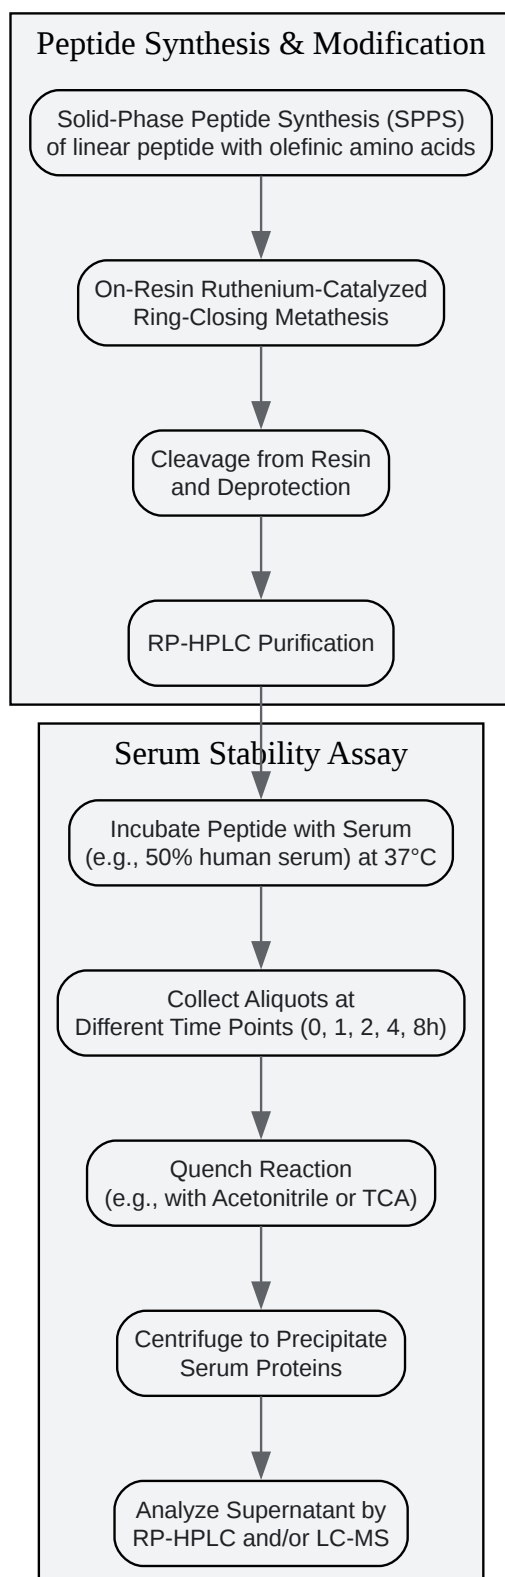 Peptide Synthesis & Modification
Solid-Phase Peptide Synthesis (SPPS)
of linear peptide with olefinic amino acids
On-Resin Ruthenium-Catalyzed
Ring-Closing Metathesis
Cleavage from Resin
and Deprotection
RP-HPLC Purification
Serum Stability Assay
Incubate Peptide with Serum
(e.g., 50% human serum) at 37°C
Collect Aliquots at
Different Time Points (0, 1, 2, 4, 8h)
Quench Reaction
(e.g., with Acetonitrile or TCA)
Centrifuge to Precipitate
Serum Proteins
Analyze Supernatant by
RP-HPLC and/or LC-MS